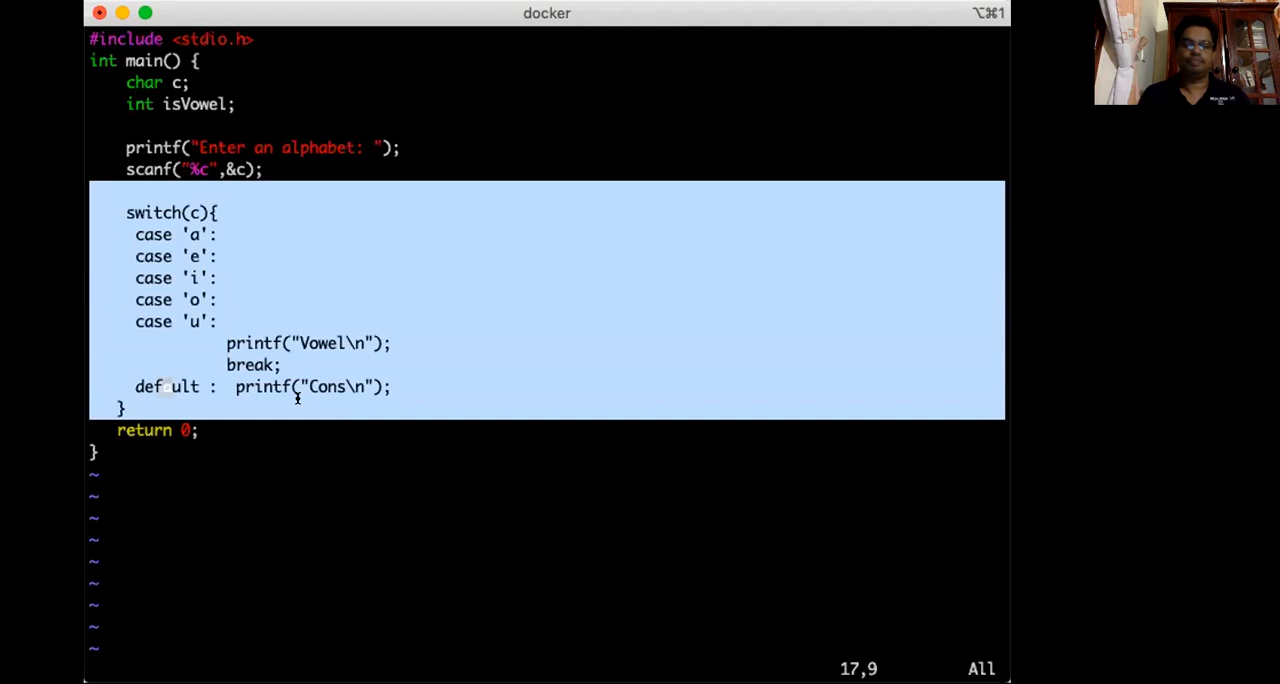 docker
⌥⌘1
#include <stdio.h>
int main() {
    char c;
    int isVowel;

    printf("Enter an alphabet: ");
    scanf("%c",&c);

    switch(c){
     case 'a':
     case 'e':
     case 'i':
     case 'o':
     case 'u':
               printf("Vowel\n");
               break;
     default :  printf("Cons\n");
   }
   return 0;
}
~
~
~
~
~
~
~
~
~
17,9
All